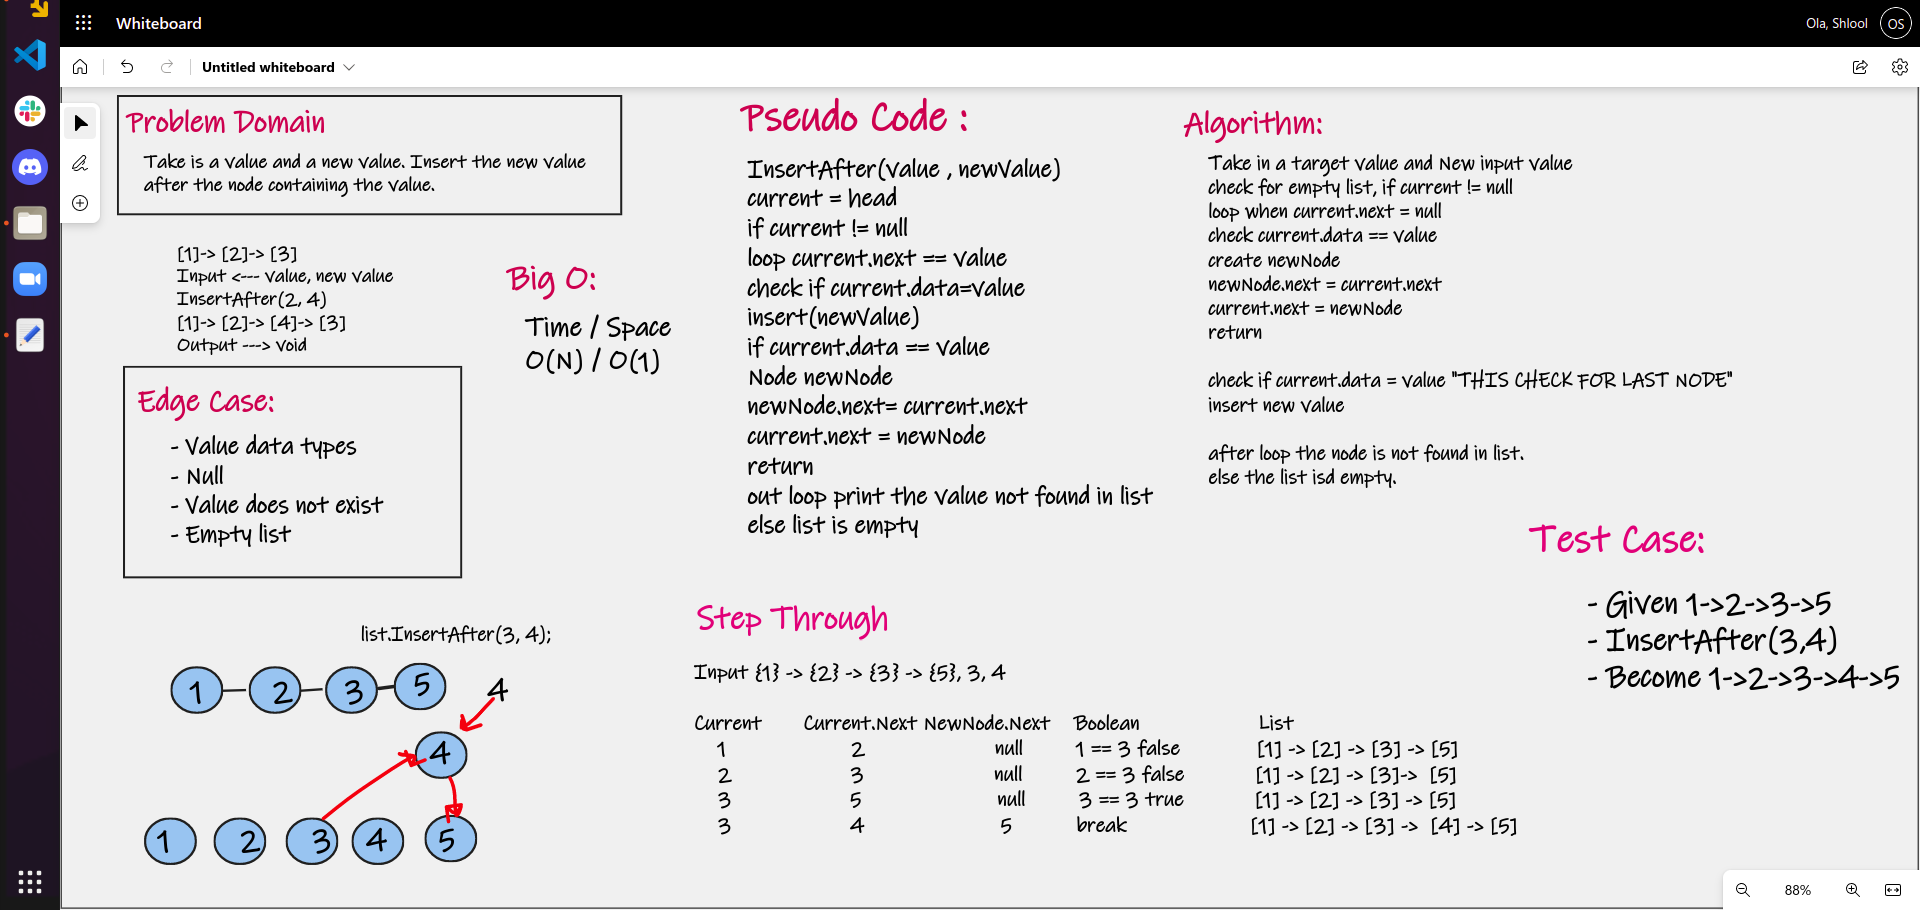 Whiteboard
Ola, Shlool
OS
Untitled whiteboard
Problem Domain
Take is a value and a new value. Insert the new value
after the node containing the value.
[1]-> [2]-> [3]
Input <--- value, new value
InsertAfter(2, 4)
[1]-> [2]-> [4]-> [3]
Output ---> void
Big O:
Time / Space
O(N) / O(1)
Edge Case:
- Value data types
- Null
- Value does not exist
- Empty list
Pseudo Code :
InsertAfter(value , newValue)
current = head
if current != null
loop current.next == value
check if current.data=value
insert(newValue)
if current.data == value
Node newNode
newNode.next= current.next
current.next = newNode
return
out loop print the value not found in list
else list is empty
Algorithm:
Take in a target value and New input value
check for empty list, if current != null
loop when current.next = null
check current.data == value
create newNode
newNode.next = current.next
current.next = newNode
return
check if current.data = value "THIS CHECK FOR LAST NODE"
insert new value
after loop the node is not found in list.
else the list isd empty.
Test Case:
- Given 1->2->3->5
- InsertAfter(3,4)
- Become 1->2->3->4->5
list.InsertAfter(3, 4);
1 2 3 5 4
4
1 2 3 4 5
Step Through
Input {1} -> {2} -> {3} -> {5}, 3, 4
Current Current.Next NewNode.Next Boolean List
1 2 null 1 == 3 false [1] -> [2] -> [3] -> [5]
2 3 null 2 == 3 false [1] -> [2] -> [3]-> [5]
3 5 null 3 == 3 true [1] -> [2] -> [3] -> [5]
3 4 5 break [1] -> [2] -> [3] -> [4] -> [5]
88%